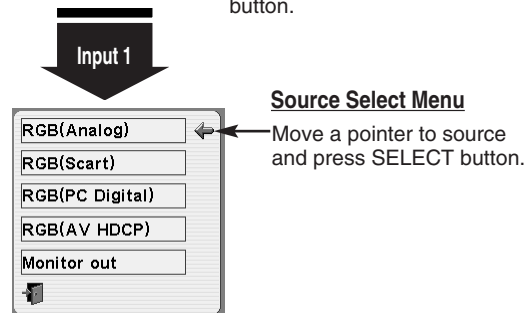 button.
Input 1
Source Select Menu
Move a pointer to source
and press SELECT button.
RGB(Analog)
RGB(Scart)
RGB(PC Digital)
RGB(AV HDCP)
Monitor out